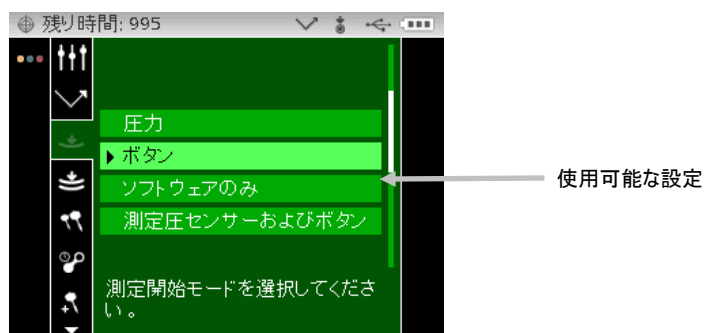 残り時間: 995
圧力
ボタン
ソフトウェアのみ
測定圧センサーおよびボタン
使用可能な設定
測定開始モードを選択してくださ
い。